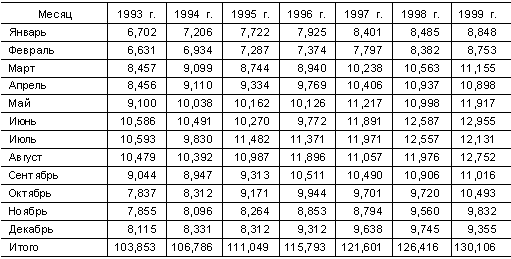 Месяц 1993 г. 1994 г. 1995 г. 1996 г. 1997 г. 1998 г. 1999 г.
Январь 6,702 7,206 7,722 7,925 8,401 8,485 8,848
Февраль 6,631 6,934 7,287 7,374 7,797 8,382 8,753
Март 8,457 9,099 8,744 8,940 10,238 10,563 11,155
Апрель 8,456 9,110 9,334 9,769 10,406 10,937 10,898
Май 9,100 10,038 10,162 10,126 11,217 10,998 11,917
Июнь 10,586 10,491 10,270 9,772 11,891 12,587 12,955
Июль 10,593 9,830 11,482 11,371 11,971 12,557 12,131
Август 10,479 10,392 10,987 11,896 11,057 11,976 12,752
Сентябрь 9,044 8,947 9,313 10,511 10,490 10,906 11,016
Октябрь 7,837 8,312 9,171 9,944 9,701 9,720 10,493
Ноябрь 7,855 8,096 8,264 8,853 8,794 9,560 9,832
Декабрь 8,115 8,331 8,312 9,312 9,638 9,745 9,355
Итого 103,853 106,786 111,049 115,793 121,601 126,416 130,106